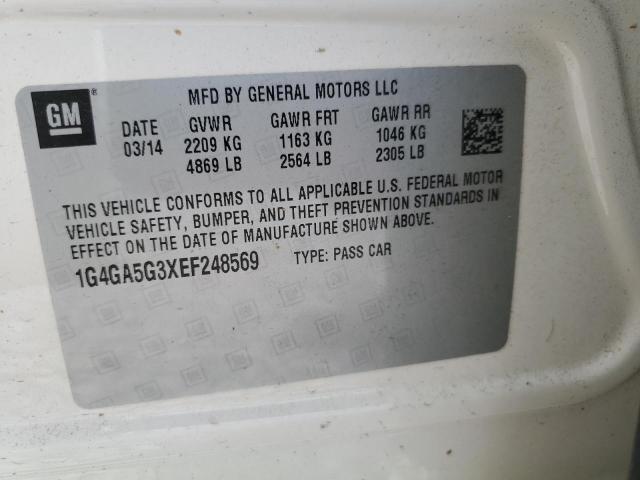 GM ®
MFD BY GENERAL MOTORS LLC
DATE GVWR GAWR FRT GAWR RR
03/14 2209 KG 1163 KG 1046 KG
4869 LB 2564 LB 2305 LB
THIS VEHICLE CONFORMS TO ALL APPLICABLE U.S. FEDERAL MOTOR
VEHICLE SAFETY, BUMPER, AND THEFT PREVENTION STANDARDS IN
EFFECT ON THE DATE OF MANUFACTURE SHOWN ABOVE.
1G4GA5G3XEF248569 TYPE: PASS CAR